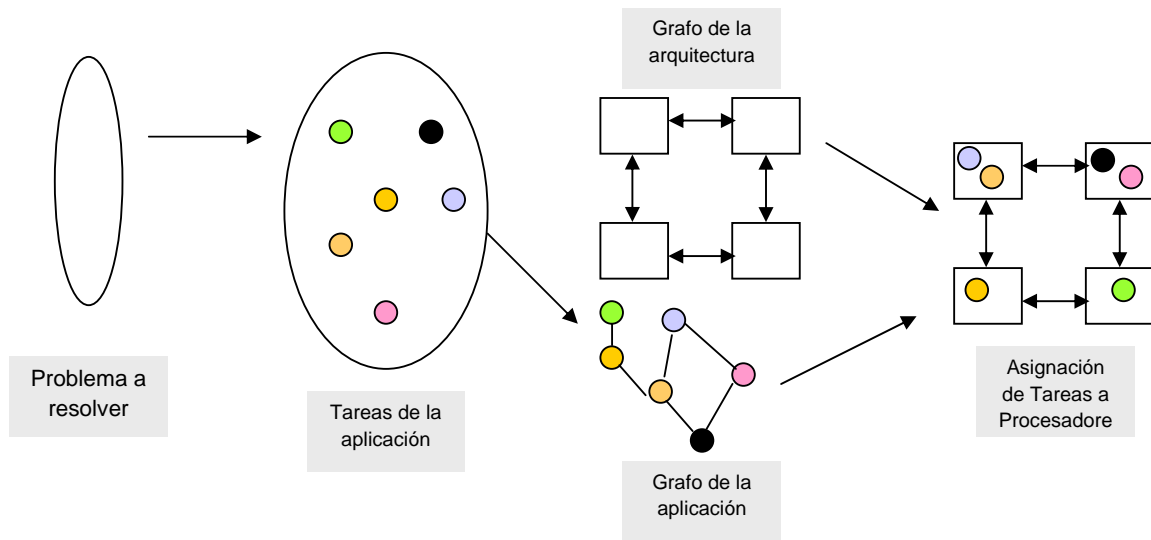 Problema a
resolver
Tareas de la
aplicación
Grafo de la
arquitectura
Grafo de la
aplicación
Asignación
de Tareas a
Procesadore